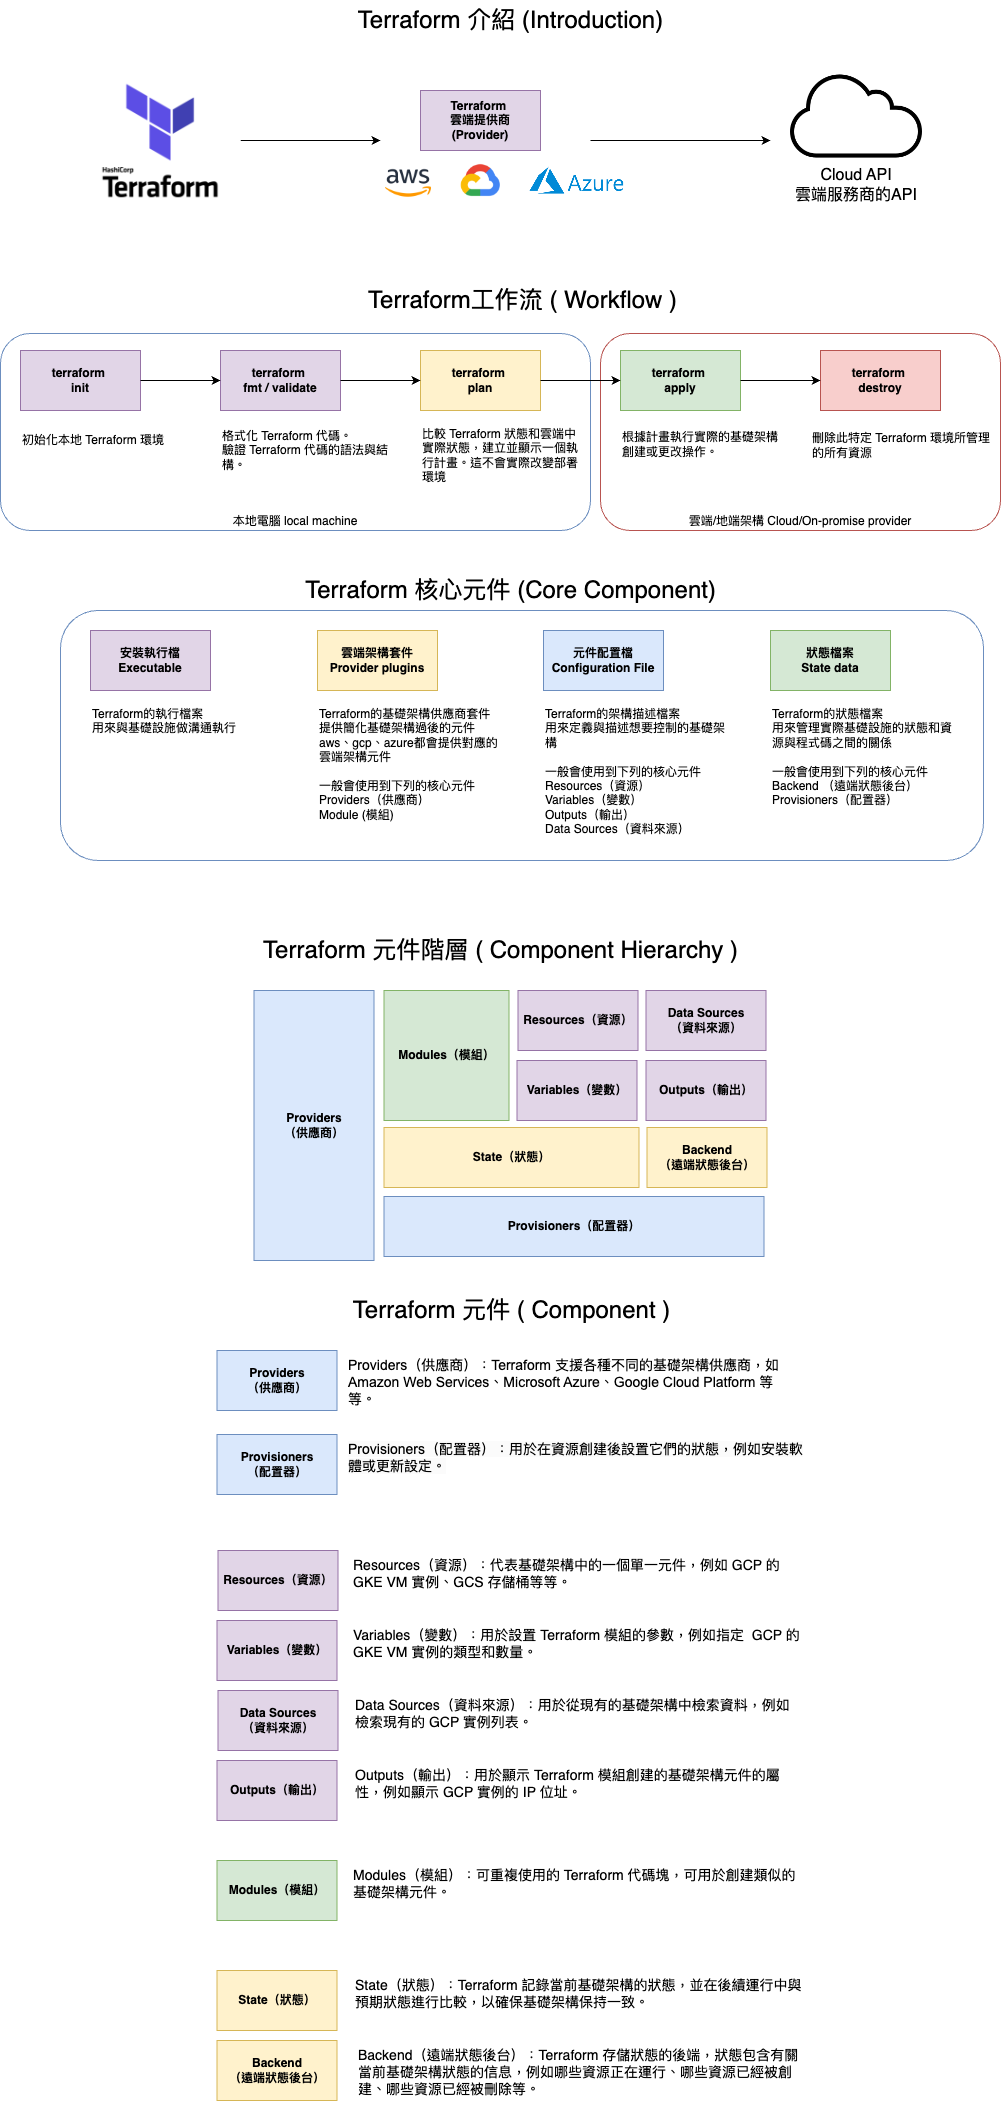 Terraform 介紹 (Introduction)
HashiCorp
Terraform
Terraform
雲端提供商
(Provider)
aws
Azure
Cloud API
雲端服務商的API
Terraform工作流 ( Workflow )
terraform
init
terraform
fmt / validate
terraform
plan
terraform
apply
terraform
destroy
初始化本地 Terraform 環境
格式化 Terraform 代碼。
驗證 Terraform 代碼的語法與結
構。
比較 Terraform 狀態和雲端中
實際狀態，建立並顯示一個執
行計畫。這不會實際改變部署
環境
根據計畫執行實際的基礎架構
創建或更改操作。
刪除此特定 Terraform 環境所管理
的所有資源
本地電腦 local machine
雲端/地端架構 Cloud/On-promise provider
Terraform 核心元件 (Core Component)
安裝執行檔
Executable
Terraform的執行檔案
用來與基礎設施做溝通執行
雲端架構套件
Provider plugins
Terraform的基礎架構供應商套件
提供簡化基礎架構過後的元件
aws、gcp、azure都會提供對應的
雲端架構元件
一般會使用到下列的核心元件
Providers（供應商）
Module (模組)
元件配置檔
Configuration File
Terraform的架構描述檔案
用來定義與描述想要控制的基礎架
構
一般會使用到下列的核心元件
Resources（資源）
Variables（變數）
Outputs（輸出）
Data Sources（資料來源）
狀態檔案
State data
Terraform的狀態檔案
用來管理實際基礎設施的狀態和資
源與程式碼之間的關係
一般會使用到下列的核心元件
Backend （遠端狀態後台）
Provisioners（配置器）
Terraform 元件階層 ( Component Hierarchy )
Providers
（供應商）
Modules（模組）
Resources（資源）
Data Sources
（資料來源）
Variables（變數）
Outputs（輸出）
State（狀態）
Backend
（遠端狀態後台）
Provisioners（配置器）
Terraform 元件 ( Component )
Providers
（供應商）
Providers（供應商）：Terraform 支援各種不同的基礎架構供應商，如
Amazon Web Services、Microsoft Azure、Google Cloud Platform 等
等。
Provisioners
（配置器）
Provisioners（配置器）：用於在資源創建後設置它們的狀態，例如安裝軟
體或更新設定。
Resources（資源）
Resources（資源）：代表基礎架構中的一個單一元件，例如 GCP 的
GKE VM 實例、GCS 存儲桶等等。
Variables（變數）
Variables（變數）：用於設置 Terraform 模組的參數，例如指定 GCP 的
GKE VM 實例的類型和數量。
Data Sources
（資料來源）
Data Sources（資料來源）：用於從現有的基礎架構中檢索資料，例如
檢索現有的 GCP 實例列表。
Outputs（輸出）
Outputs（輸出）：用於顯示 Terraform 模組創建的基礎架構元件的屬
性，例如顯示 GCP 實例的 IP 位址。
Modules（模組）
Modules（模組）：可重複使用的 Terraform 代碼塊，可用於創建類似的
基礎架構元件。
State（狀態）
State（狀態）：Terraform 記錄當前基礎架構的狀態，並在後續運行中與
預期狀態進行比較，以確保基礎架構保持一致。
Backend
（遠端狀態後台）
Backend（遠端狀態後台）：Terraform 存儲狀態的後端，狀態包含有關
當前基礎架構狀態的信息，例如哪些資源正在運行、哪些資源已經被創
建、哪些資源已經被刪除等。